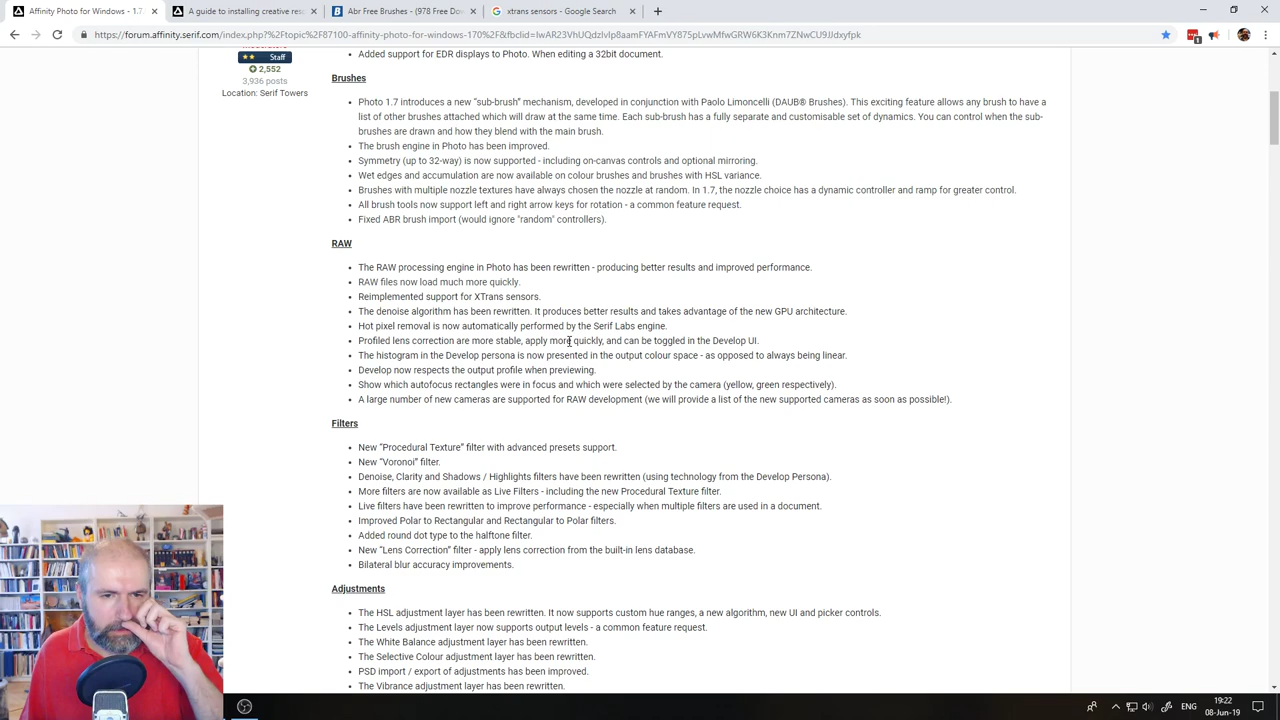 Affinity Photo for Windows - 1.7.
A guide to installing creative res
Abr Free Brushes - (978 Free Do
xtrans sensors - Google Search
https://forum.affinity.serif.com/index.php?%2Ftopic%2F87100-affinity-photo-for-windows-170%2F&fbclid=IwAR23VhUQdzlvIp8aamFYAFmVY875pLvwMfwGRW6K3Knm7ZNwCU9JJdxyfpk
Staff
2,552
3,936 posts
Location: Serif Towers
Added support for EDR displays to Photo. When editing a 32bit document.
Brushes
Photo 1.7 introduces a new “sub-brush” mechanism, developed in conjunction with Paolo Limoncelli (DAUB® Brushes). This exciting feature allows any brush to have a
list of other brushes attached which will draw at the same time. Each sub-brush has a fully separate and customisable set of dynamics. You can control when the sub-
brushes are drawn and how they blend with the main brush.
The brush engine in Photo has been improved.
Symmetry (up to 32-way) is now supported - including on-canvas controls and optional mirroring.
Wet edges and accumulation are now available on colour brushes and brushes with HSL variance.
Brushes with multiple nozzle textures have always chosen the nozzle at random. In 1.7, the nozzle choice has a dynamic controller and ramp for greater control.
All brush tools now support left and right arrow keys for rotation - a common feature request.
Fixed ABR brush import (would ignore "random" controllers).
RAW
The RAW processing engine in Photo has been rewritten - producing better results and improved performance.
RAW files now load much more quickly.
Reimplemented support for XTrans sensors.
The denoise algorithm has been rewritten. It produces better results and takes advantage of the new GPU architecture.
Hot pixel removal is now automatically performed by the Serif Labs engine.
Profiled lens correction are more stable, apply more quickly, and can be toggled in the Develop UI.
The histogram in the Develop persona is now presented in the output colour space - as opposed to always being linear.
Develop now respects the output profile when previewing.
Show which autofocus rectangles were in focus and which were selected by the camera (yellow, green respectively).
A large number of new cameras are supported for RAW development (we will provide a list of the new supported cameras as soon as possible!).
Filters
New “Procedural Texture” filter with advanced presets support.
New “Voronoi” filter.
Denoise, Clarity and Shadows / Highlights filters have been rewritten (using technology from the Develop Persona).
More filters are now available as Live Filters - including the new Procedural Texture filter.
Live filters have been rewritten to improve performance - especially when multiple filters are used in a document.
Improved Polar to Rectangular and Rectangular to Polar filters.
Added round dot type to the halftone filter.
New “Lens Correction” filter - apply lens correction from the built-in lens database.
Bilateral blur accuracy improvements.
Adjustments
The HSL adjustment layer has been rewritten. It now supports custom hue ranges, a new algorithm, new UI and picker controls.
The Levels adjustment layer now supports output levels - a common feature request.
The White Balance adjustment layer has been rewritten.
The Selective Colour adjustment layer has been rewritten.
PSD import / export of adjustments has been improved.
The Vibrance adjustment layer has been rewritten.
ENG
19:22
08-Jun-19